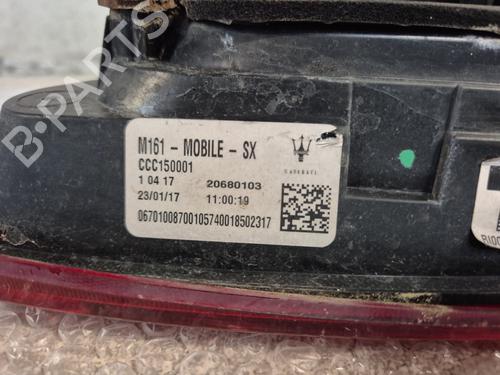 B-PARTS
M161 - MOBILE - SX
CCC150001
MASERATI
1 04 17 20680103
23/01/17 11:00:19
06701008700105740018502317